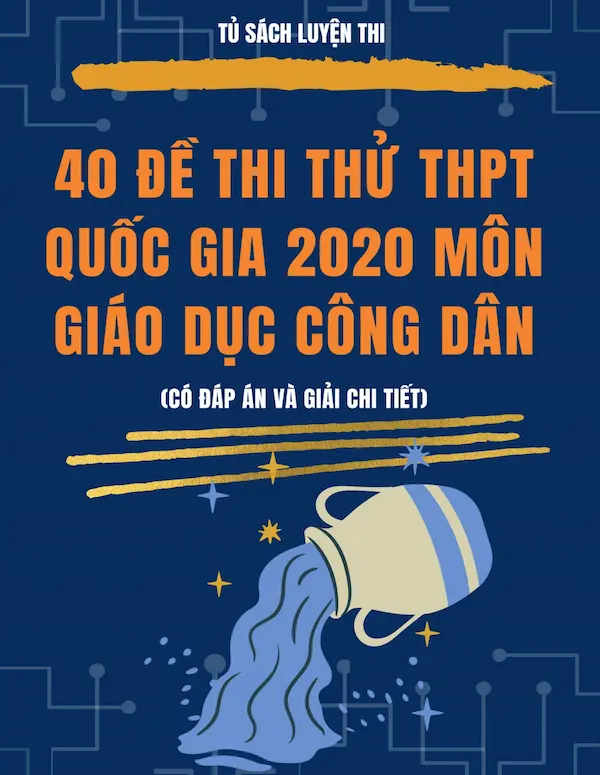 TỦ SÁCH LUYỆN THI
40 ĐỀ THI THỬ THPT
QUỐC GIA 2020 MÔN
GIÁO DỤC CÔNG DÂN
(CÓ ĐÁP ÁN VÀ GIẢI CHI TIẾT)